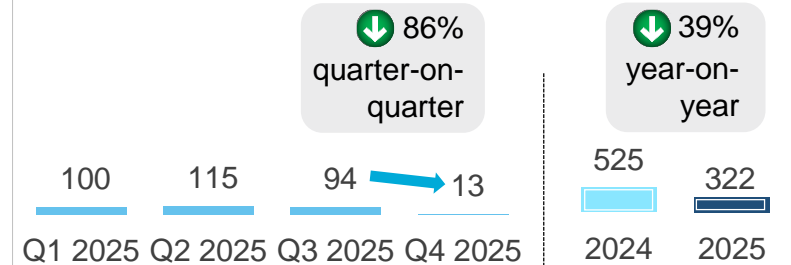 86%
quarter-on-
quarter
39%
year-on-
year
100 115 94 13
Q1 2025 Q2 2025 Q3 2025 Q4 2025
525 322
2024 2025